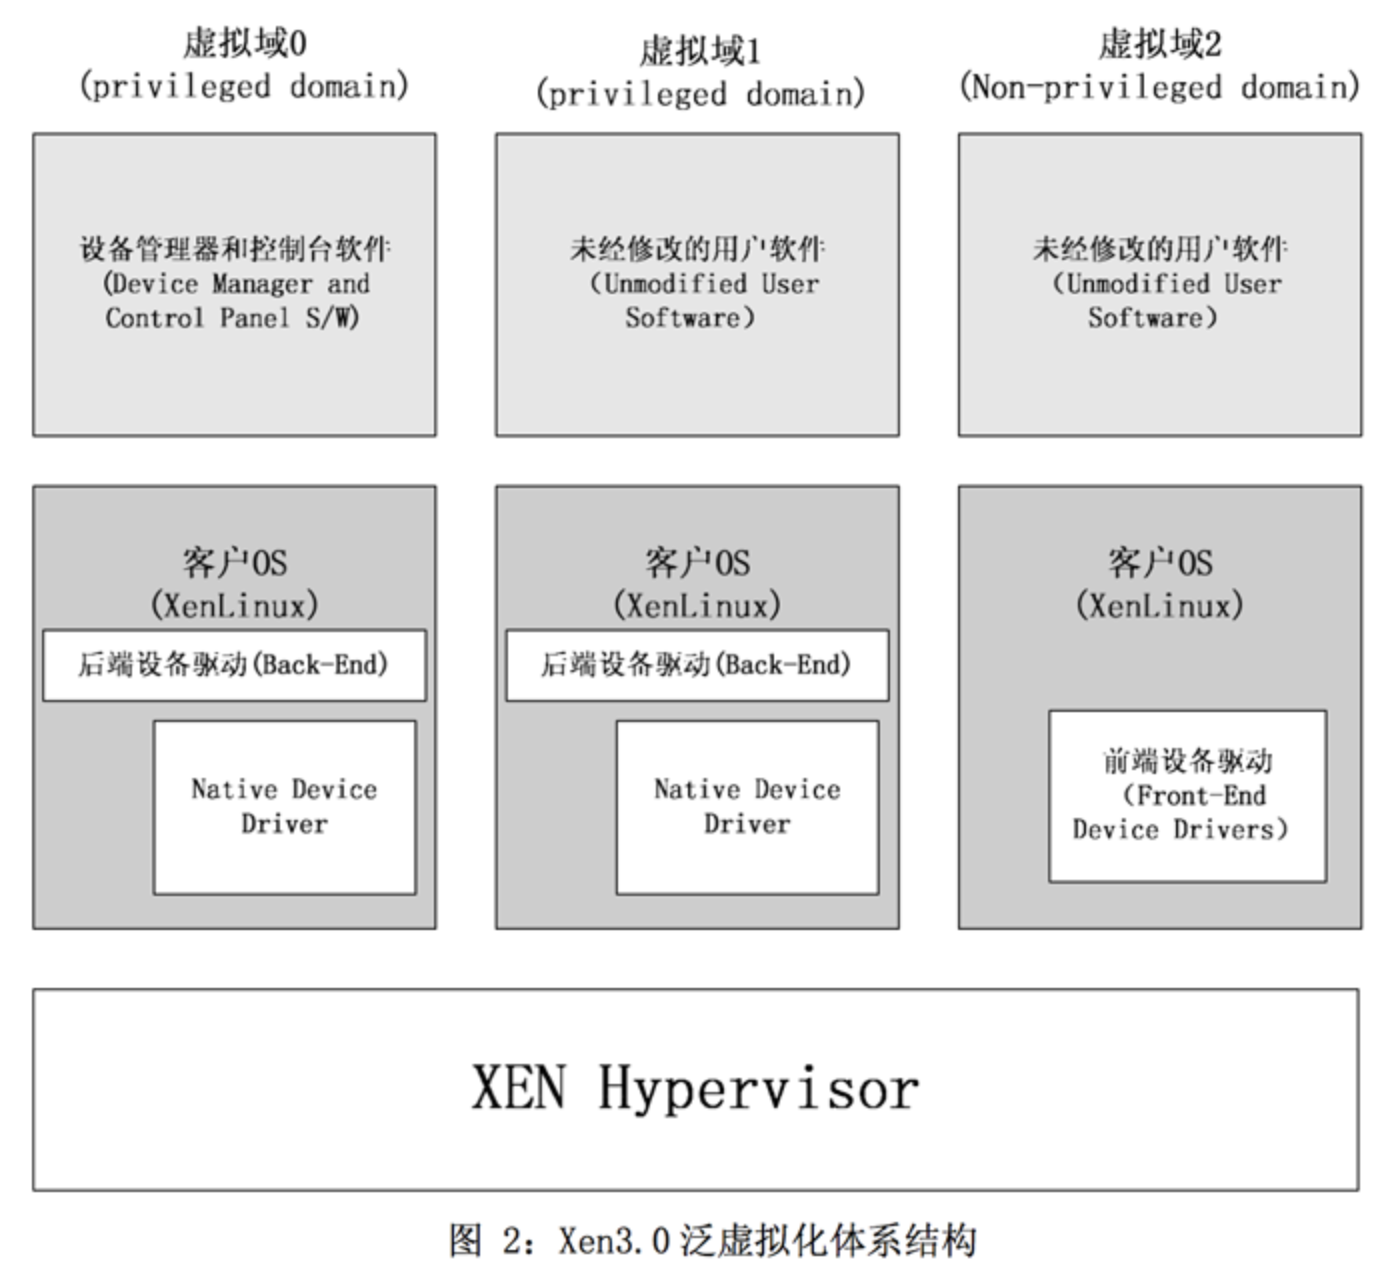 虚拟域0
(privileged domain)
虚拟域1
(privileged domain)
虚拟域2
(Non-privileged domain)
设备管理器和控制台软件
(Device Manager and
Control Panel S/W)
未经修改的用户软件
（Unmodified User
Software）
未经修改的用户软件
（Unmodified User
Software）
客户OS
(XenLinux)
后端设备驱动(Back-End)
Native Device
Driver
客户OS
(XenLinux)
后端设备驱动(Back-End)
Native Device
Driver
客户OS
(XenLinux)
前端设备驱动
（Front-End
Device Drivers）
XEN Hypervisor
图 2：Xen3.0 泛虚拟化体系结构